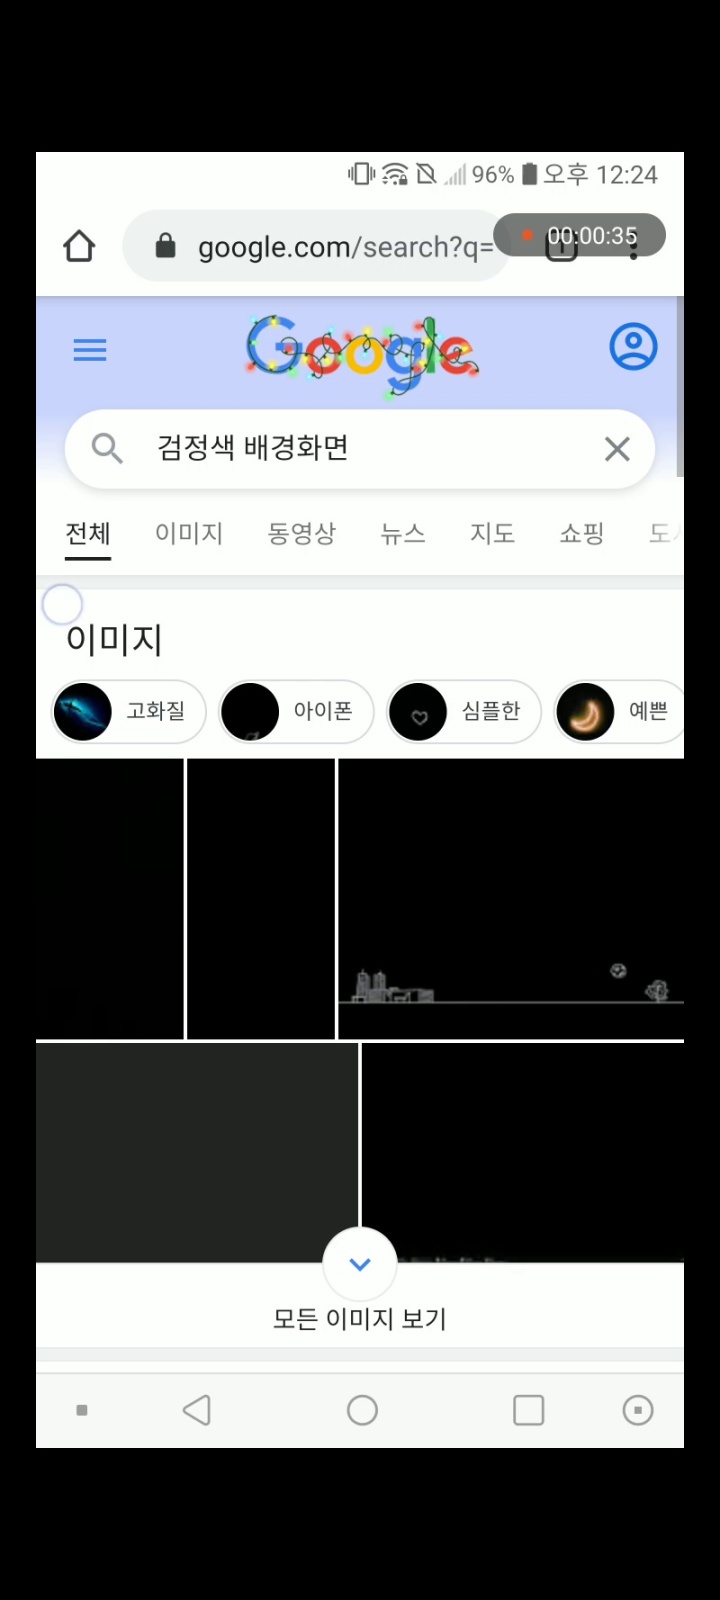 96% 오후 12:24
google.com/search?q=
00:00:35
Google
검정색 배경화면
전체 이미지 동영상 뉴스 지도 쇼핑
이미지
고화질 아이폰 심플한 예쁜
모든 이미지 보기